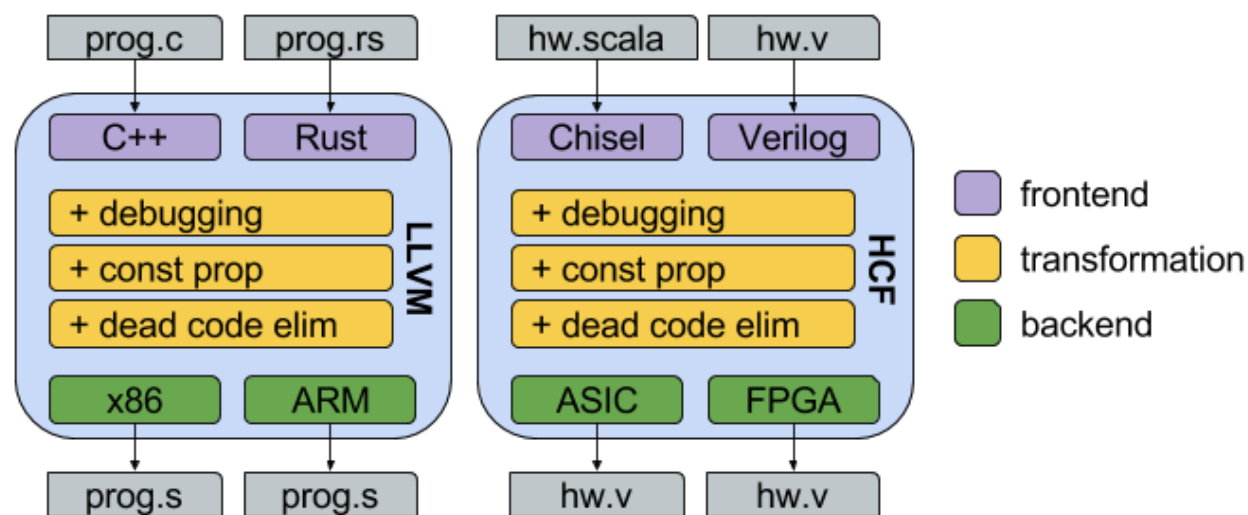 prog.c
prog.rs
hw.scala
hw.v
C++
Rust
Chisel
Verilog
frontend
+ debugging
+ const prop
+ dead code elim
LLVM
+ debugging
+ const prop
+ dead code elim
HCF
transformation
backend
x86
ARM
ASIC
FPGA
prog.s
prog.s
hw.v
hw.v